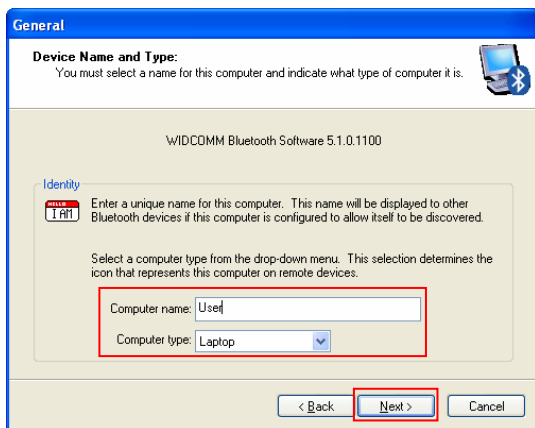 General
Device Name and Type:
You must select a name for this computer and indicate what type of computer it is.
WIDCOMM Bluetooth Software 5.1.0.1100
Identity
HELLO
I AM
Enter a unique name for this computer. This name will be displayed to other
Bluetooth devices if this computer is configured to allow itself to be discovered.
Select a computer type from the drop-down menu. This selection determines the
icon that represents this computer on remote devices.
Computer name: User
Computer type: Laptop
< Back Next > Cancel